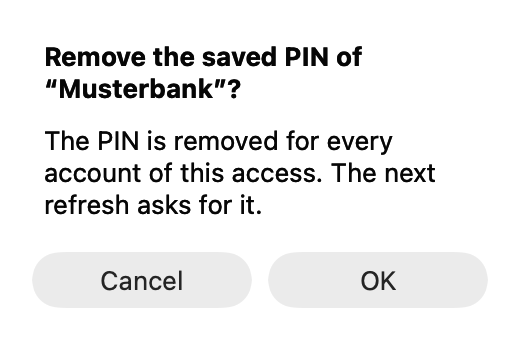 Remove the saved PIN of
“Musterbank”?
The PIN is removed for every
account of this access. The next
refresh asks for it.
Cancel
OK